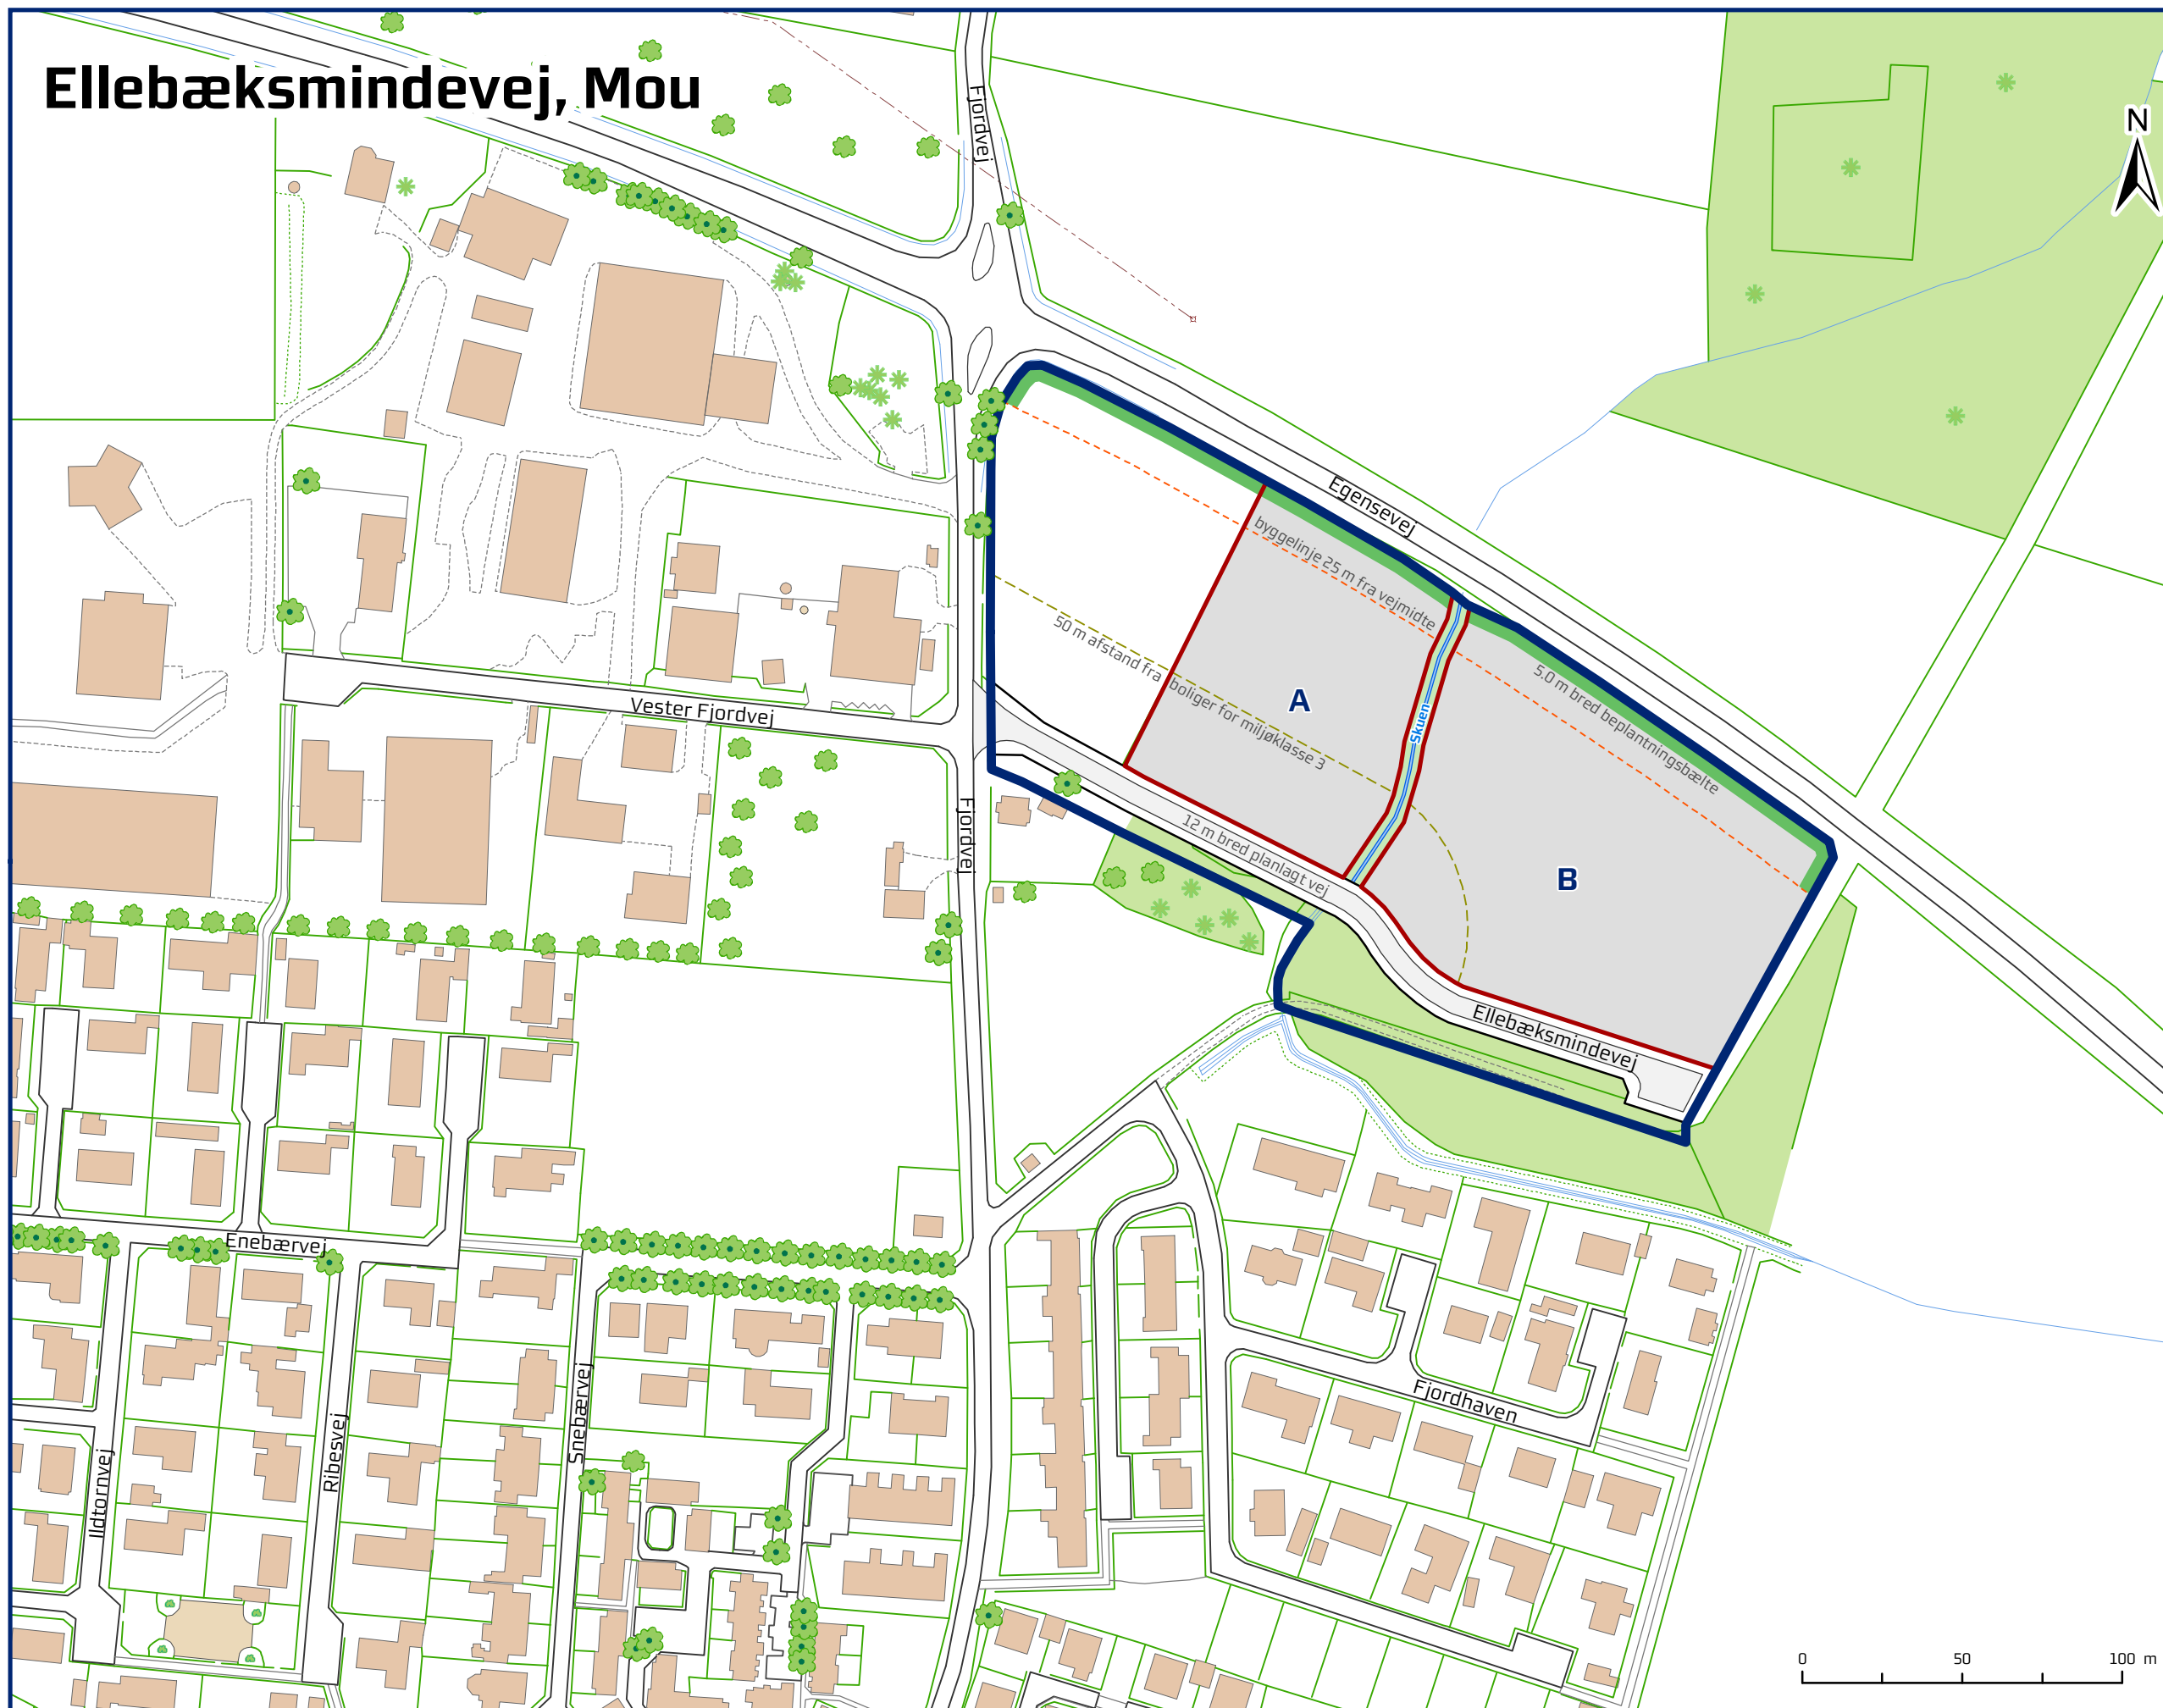 Ellebæksmindevej, Mou
Fjordvej
N
Egensevej
byggelinje 25 m fra vejmidte
50 m afstand fra boliger for miljøklasse 3
5.0 m bred beplantningsbælte
A
Skuen
Vester Fjordvej
Fjordvej
12 m bred planlagt vej
B
Ellebæksmindevej
Enebærvej
Fjordhaven
Snebærvej
Ribesvej
Ildtornvej
0 50 100 m